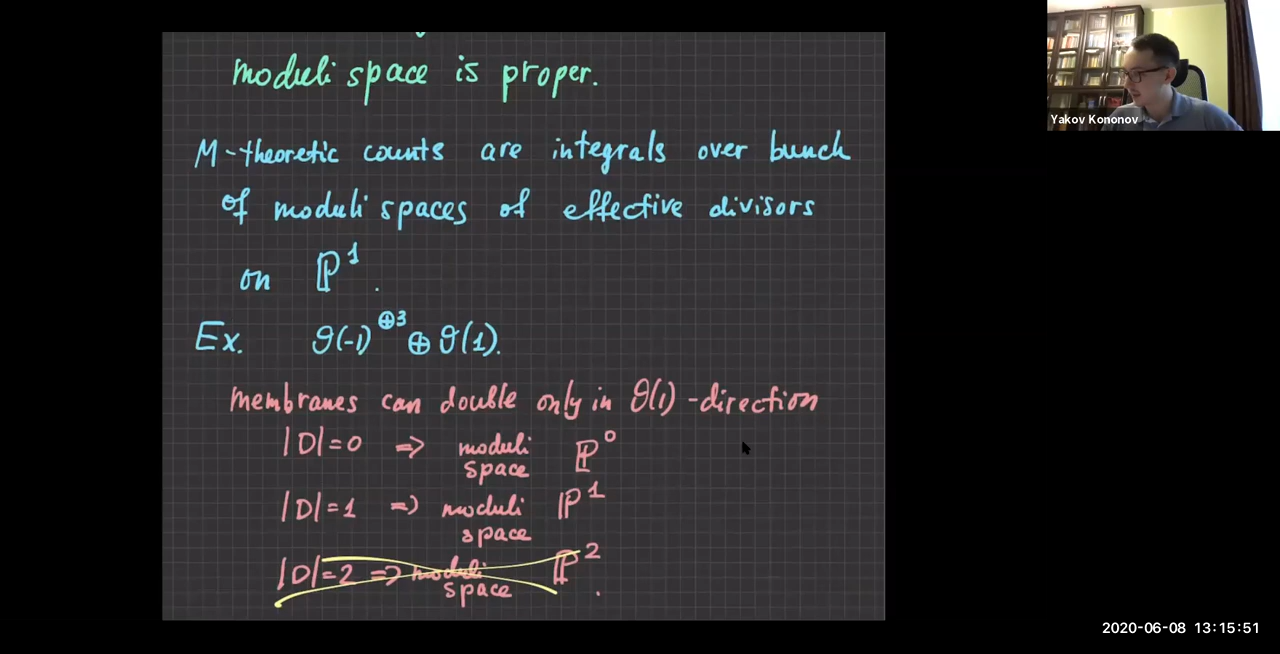 moduli space is proper.
M-theoretic counts are integrals over bunch
of moduli spaces of effective divisors
on ℙ¹.
Ex. O(-1)^{⊕3} ⊕ O(1).
membranes can double only in O(1)-direction
|D|=0 => moduli space ℙ⁰
|D|=1 => moduli space ℙ¹
|D|=2 => moduli space ℙ².
Yakov Kononov
2020-06-08 13:15:51